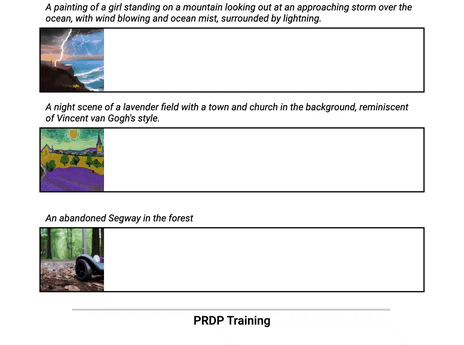 A painting of a girl standing on a mountain looking out at an approaching storm over the
ocean, with wind blowing and ocean mist, surrounded by lightning.
A night scene of a lavender field with a town and church in the background, reminiscent
of Vincent van Gogh's style.
An abandoned Segway in the forest
PRDP Training